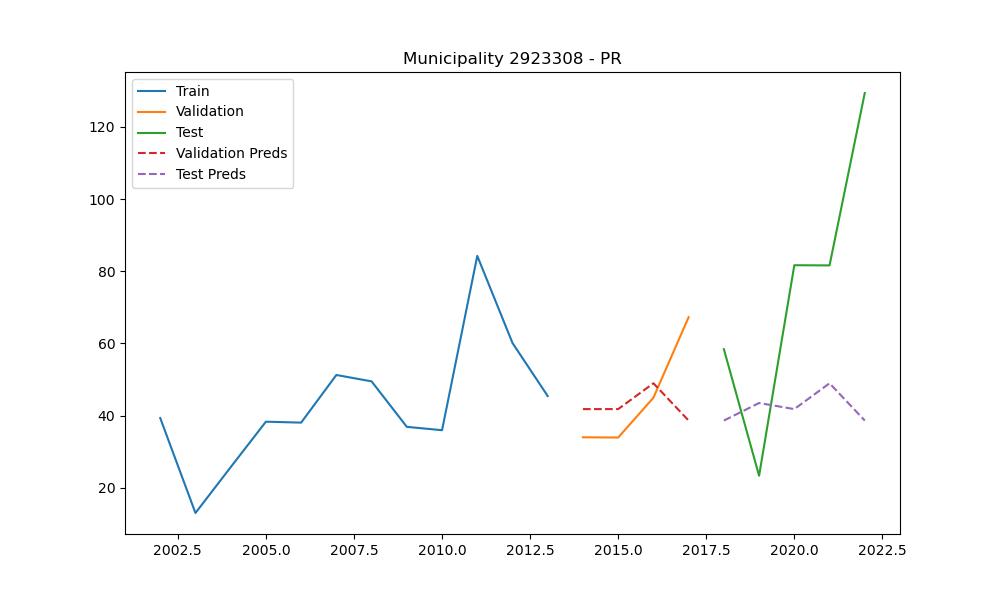 Municipality 2923308 - PR
Train
Validation
Test
Validation Preds
Test Preds
120
100
80
60
40
20
2002.5 2005.0 2007.5 2010.0 2012.5 2015.0 2017.5 2020.0 2022.5